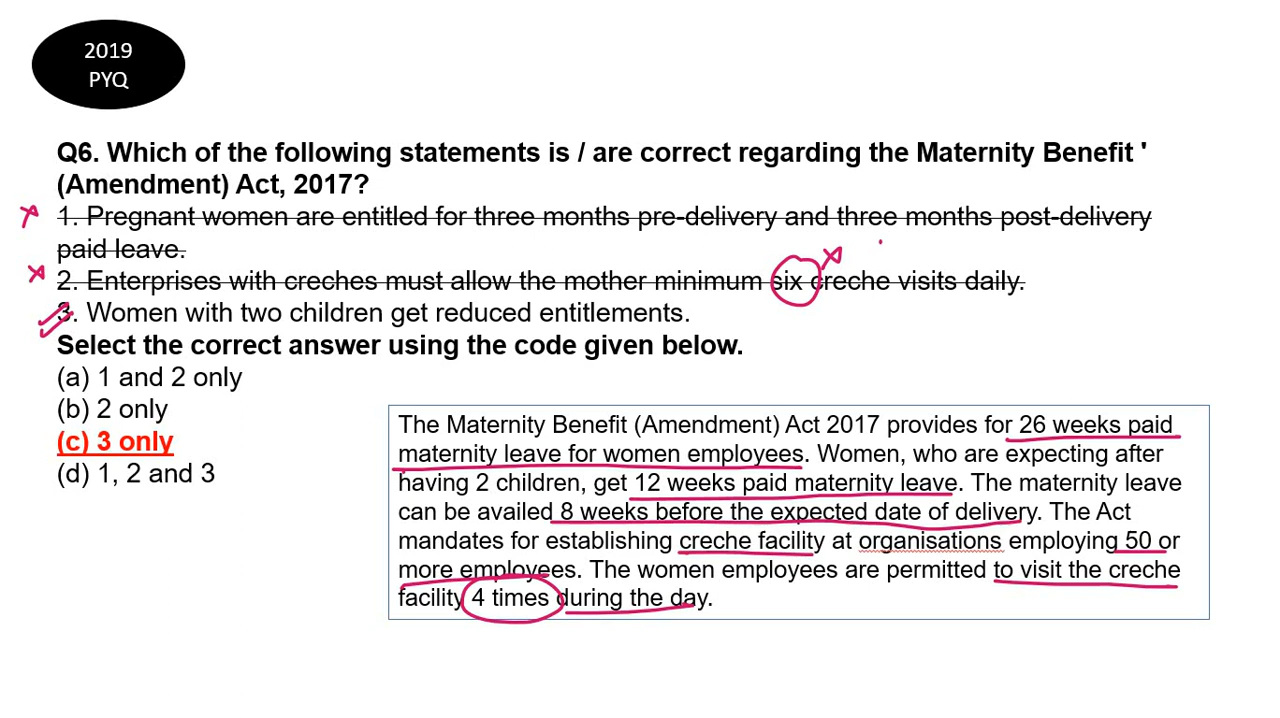 2019
PYQ
Q6. Which of the following statements is / are correct regarding the Maternity Benefit '
(Amendment) Act, 2017?
1. Pregnant women are entitled for three months pre-delivery and three months post-delivery
paid leave.
2. Enterprises with creches must allow the mother minimum six creche visits daily.
3. Women with two children get reduced entitlements.
Select the correct answer using the code given below.
(a) 1 and 2 only
(b) 2 only
(c) 3 only
(d) 1, 2 and 3
The Maternity Benefit (Amendment) Act 2017 provides for 26 weeks paid
maternity leave for women employees. Women, who are expecting after
having 2 children, get 12 weeks paid maternity leave. The maternity leave
can be availed 8 weeks before the expected date of delivery. The Act
mandates for establishing creche facility at organisations employing 50 or
more employees. The women employees are permitted to visit the creche
facility 4 times during the day.